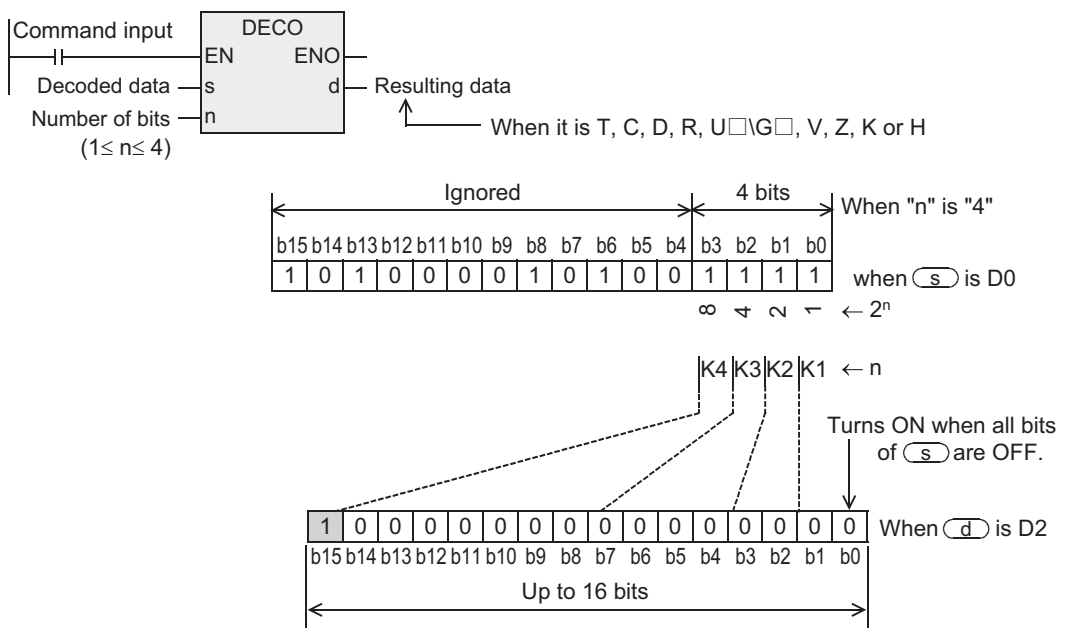 Command input
DECO
EN ENO
Decoded data s d Resulting data
Number of bits n
(1≤ n≤ 4)
When it is T, C, D, R, U□\G□, V, Z, K or H
Ignored 4 bits When "n" is "4"
b15 b14 b13 b12 b11 b10 b9 b8 b7 b6 b5 b4 b3 b2 b1 b0
1 0 1 0 0 0 0 1 0 1 0 0 1 1 1 1 when s is D0
8 4 2 1 ← 2ⁿ
K4 K3 K2 K1 ← n
Turns ON when all bits
of s are OFF.
1 0 0 0 0 0 0 0 0 0 0 0 0 0 0 0 When d is D2
b15 b14 b13 b12 b11 b10 b9 b8 b7 b6 b5 b4 b3 b2 b1 b0
Up to 16 bits